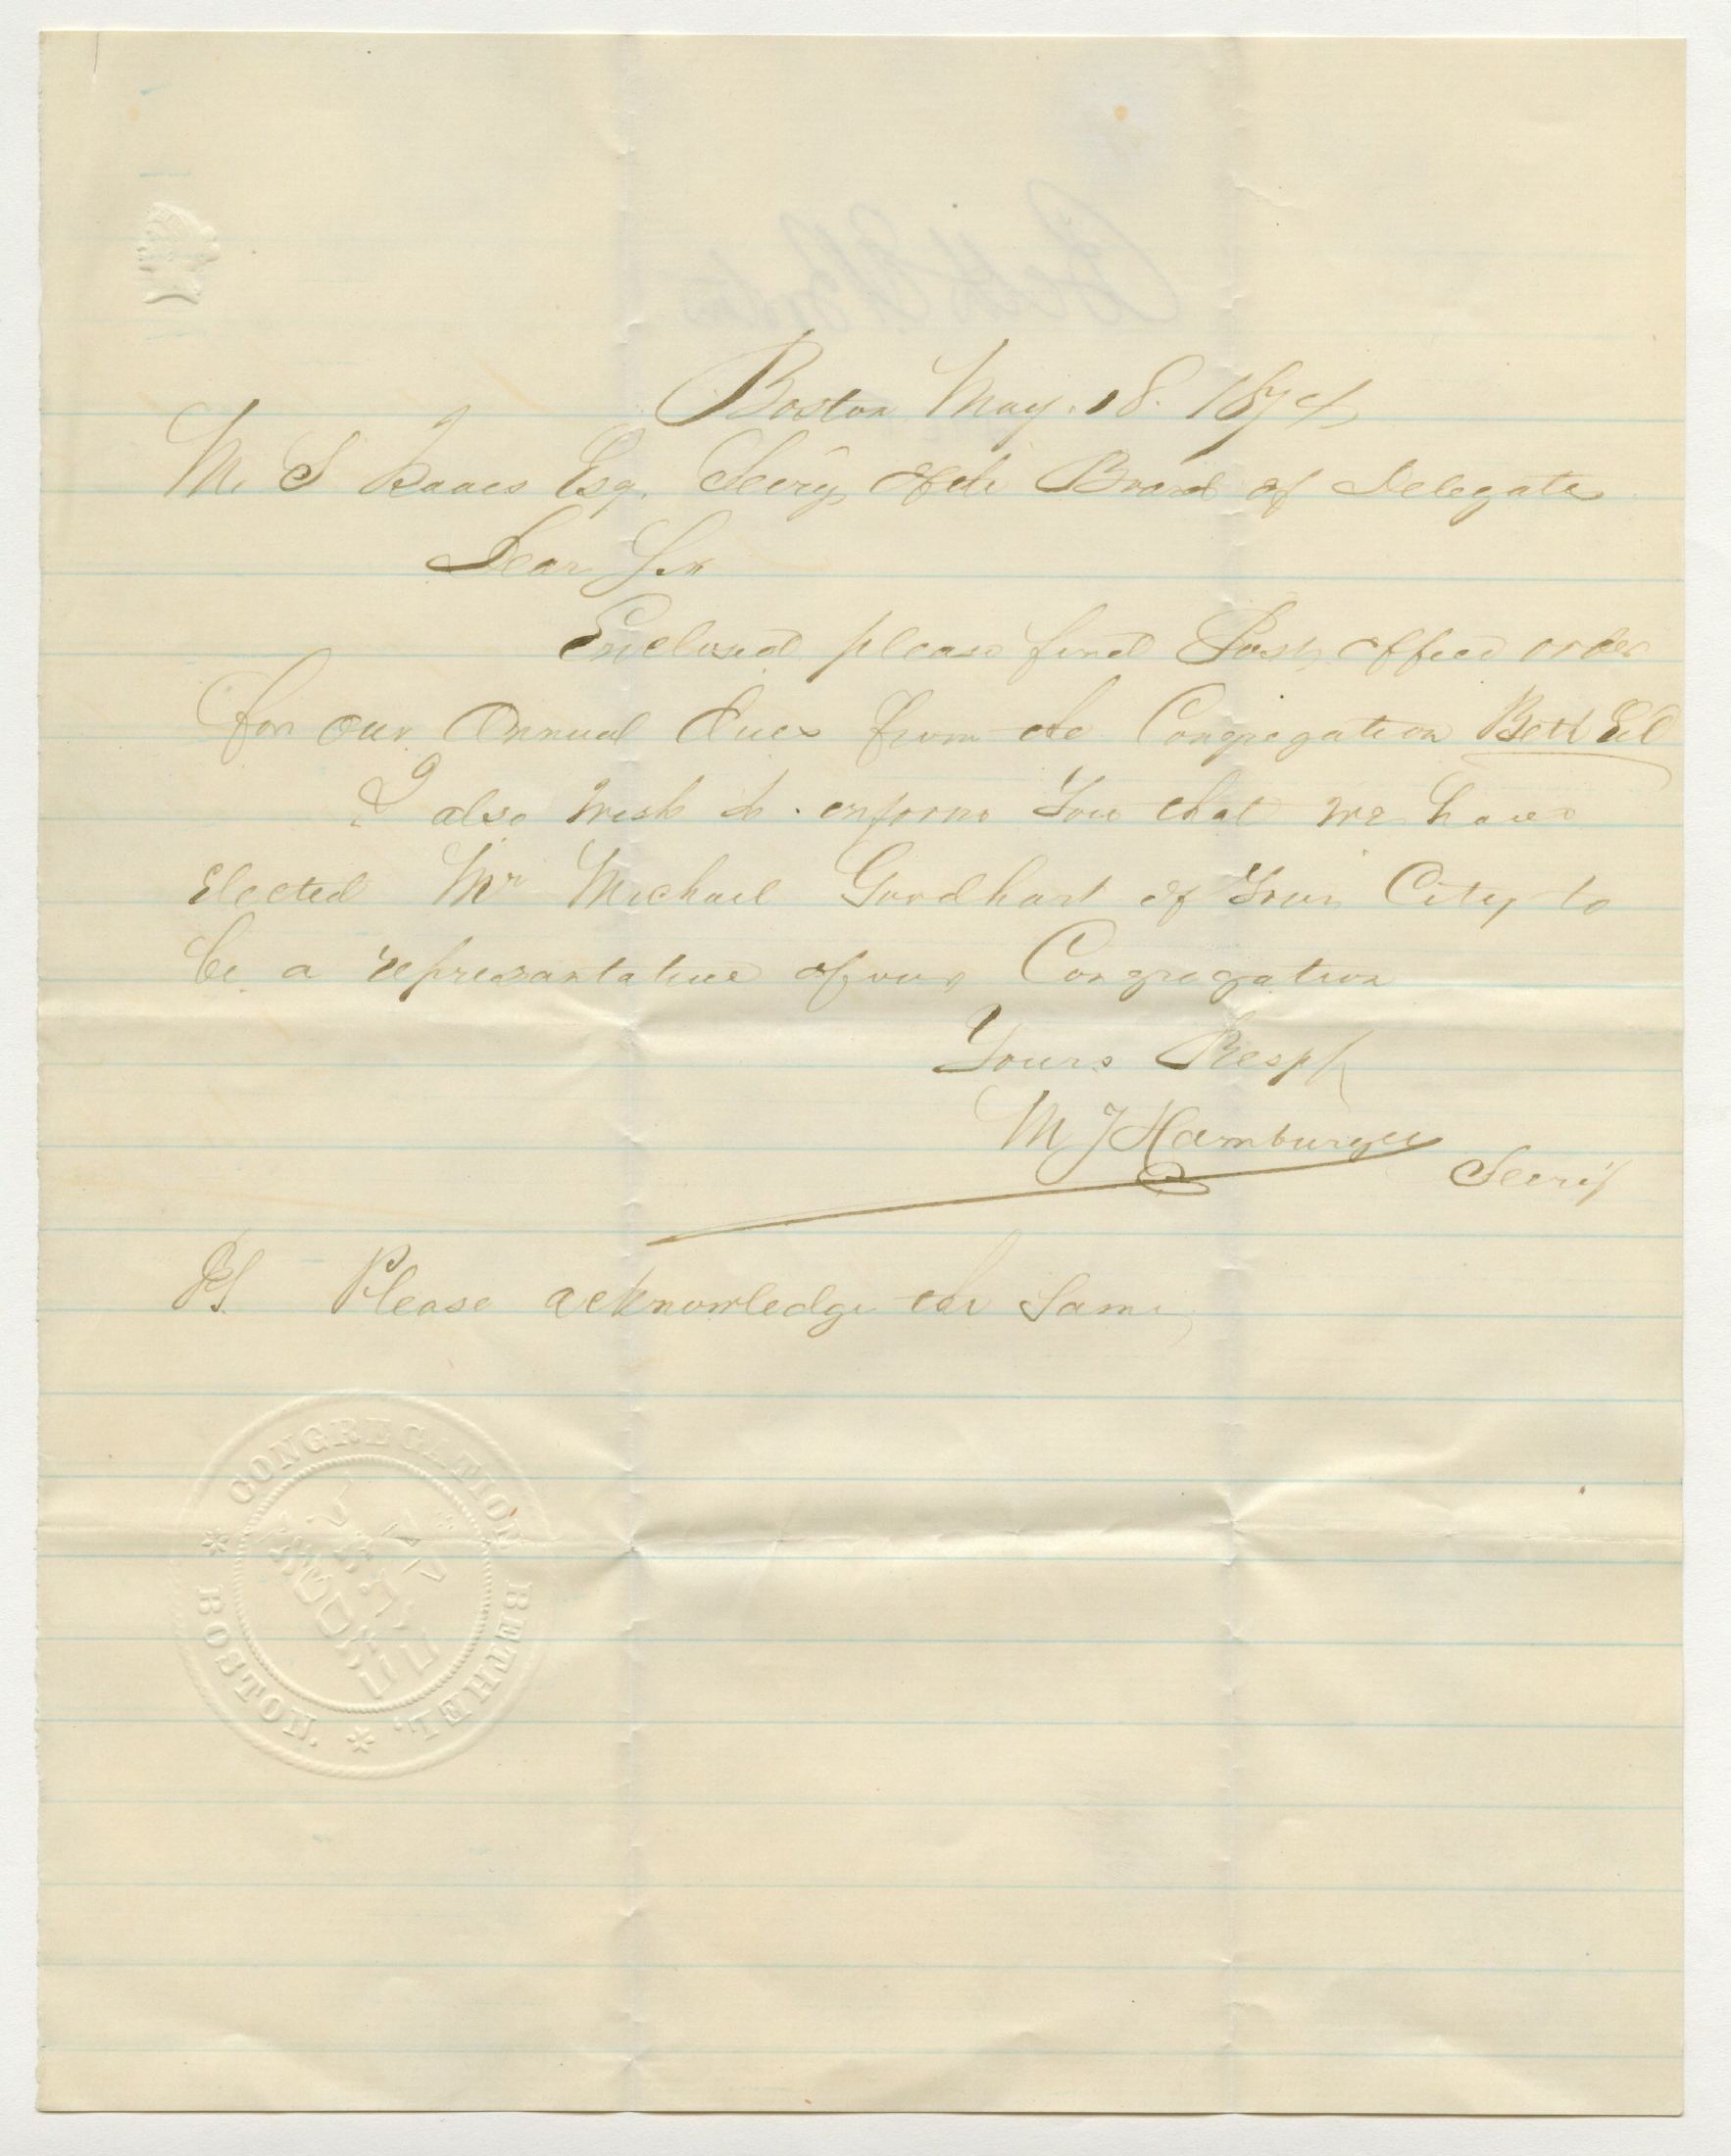 Boston May. 18. 1874
M. S Isaacs Esq. Secry of the Board of Delegates
Dear Sir
Enclosed please find Post office order
for our Annual dues from the Congregation Beth El
I also wish to inform You that we have
Elected Mr Michael Goodhart of Your City to
be a represantative of our Congregation
Yours Respf
M J Hamburger
Secry
PS. Please acknowledge the Same
CONGREGATION BETHEL,
* BOSTON. *